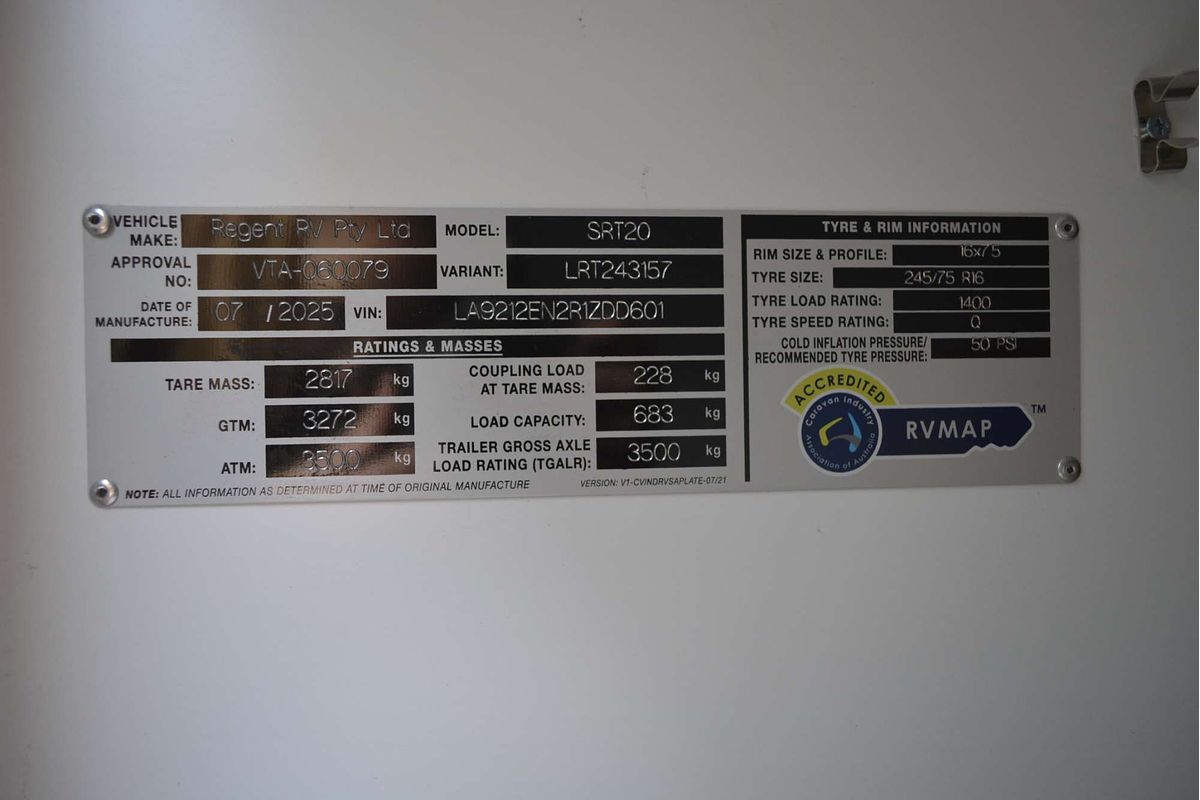 VEHICLE MAKE: Regent RV Pty Ltd MODEL: SRT20
APPROVAL NO: VTA-060079 VARIANT: LRT243157
DATE OF MANUFACTURE: 07 / 2025 VIN: LA9212EN2R1ZDD601
RATINGS & MASSES
TARE MASS: 2817 kg COUPLING LOAD AT TARE MASS: 228 kg
GTM: 3272 kg LOAD CAPACITY: 683 kg
ATM: 3500 kg TRAILER GROSS AXLE LOAD RATING (TGALR): 3500 kg
NOTE: ALL INFORMATION AS DETERMINED AT TIME OF ORIGINAL MANUFACTURE VERSION: V1-CVINDRVSAPLATE-07/21
TYRE & RIM INFORMATION
RIM SIZE & PROFILE: 16x7.5
TYRE SIZE: 245/75 R16
TYRE LOAD RATING: 1400
TYRE SPEED RATING: Q
COLD INFLATION PRESSURE/ RECOMMENDED TYRE PRESSURE: 50 PSI
ACCREDITED
Caravan Industry Association of Australia
RVMAP TM